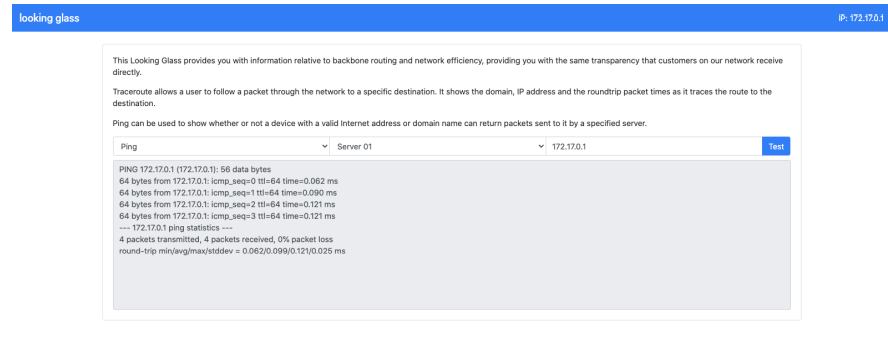 looking glass
IP: 172.17.0.1
This Looking Glass provides you with information relative to backbone routing and network efficiency, providing you with the same transparency that customers on our network receive
directly.
Traceroute allows a user to follow a packet through the network to a specific destination. It shows the domain, IP address and the roundtrip packet times as it traces the route to the
destination.
Ping can be used to show whether or not a device with a valid Internet address or domain name can return packets sent to it by a specified server.
Ping Server 01 172.17.0.1 Test
PING 172.17.0.1 (172.17.0.1): 56 data bytes
64 bytes from 172.17.0.1: icmp_seq=0 ttl=64 time=0.062 ms
64 bytes from 172.17.0.1: icmp_seq=1 ttl=64 time=0.090 ms
64 bytes from 172.17.0.1: icmp_seq=2 ttl=64 time=0.121 ms
64 bytes from 172.17.0.1: icmp_seq=3 ttl=64 time=0.121 ms
--- 172.17.0.1 ping statistics ---
4 packets transmitted, 4 packets received, 0% packet loss
round-trip min/avg/max/stddev = 0.062/0.099/0.121/0.025 ms